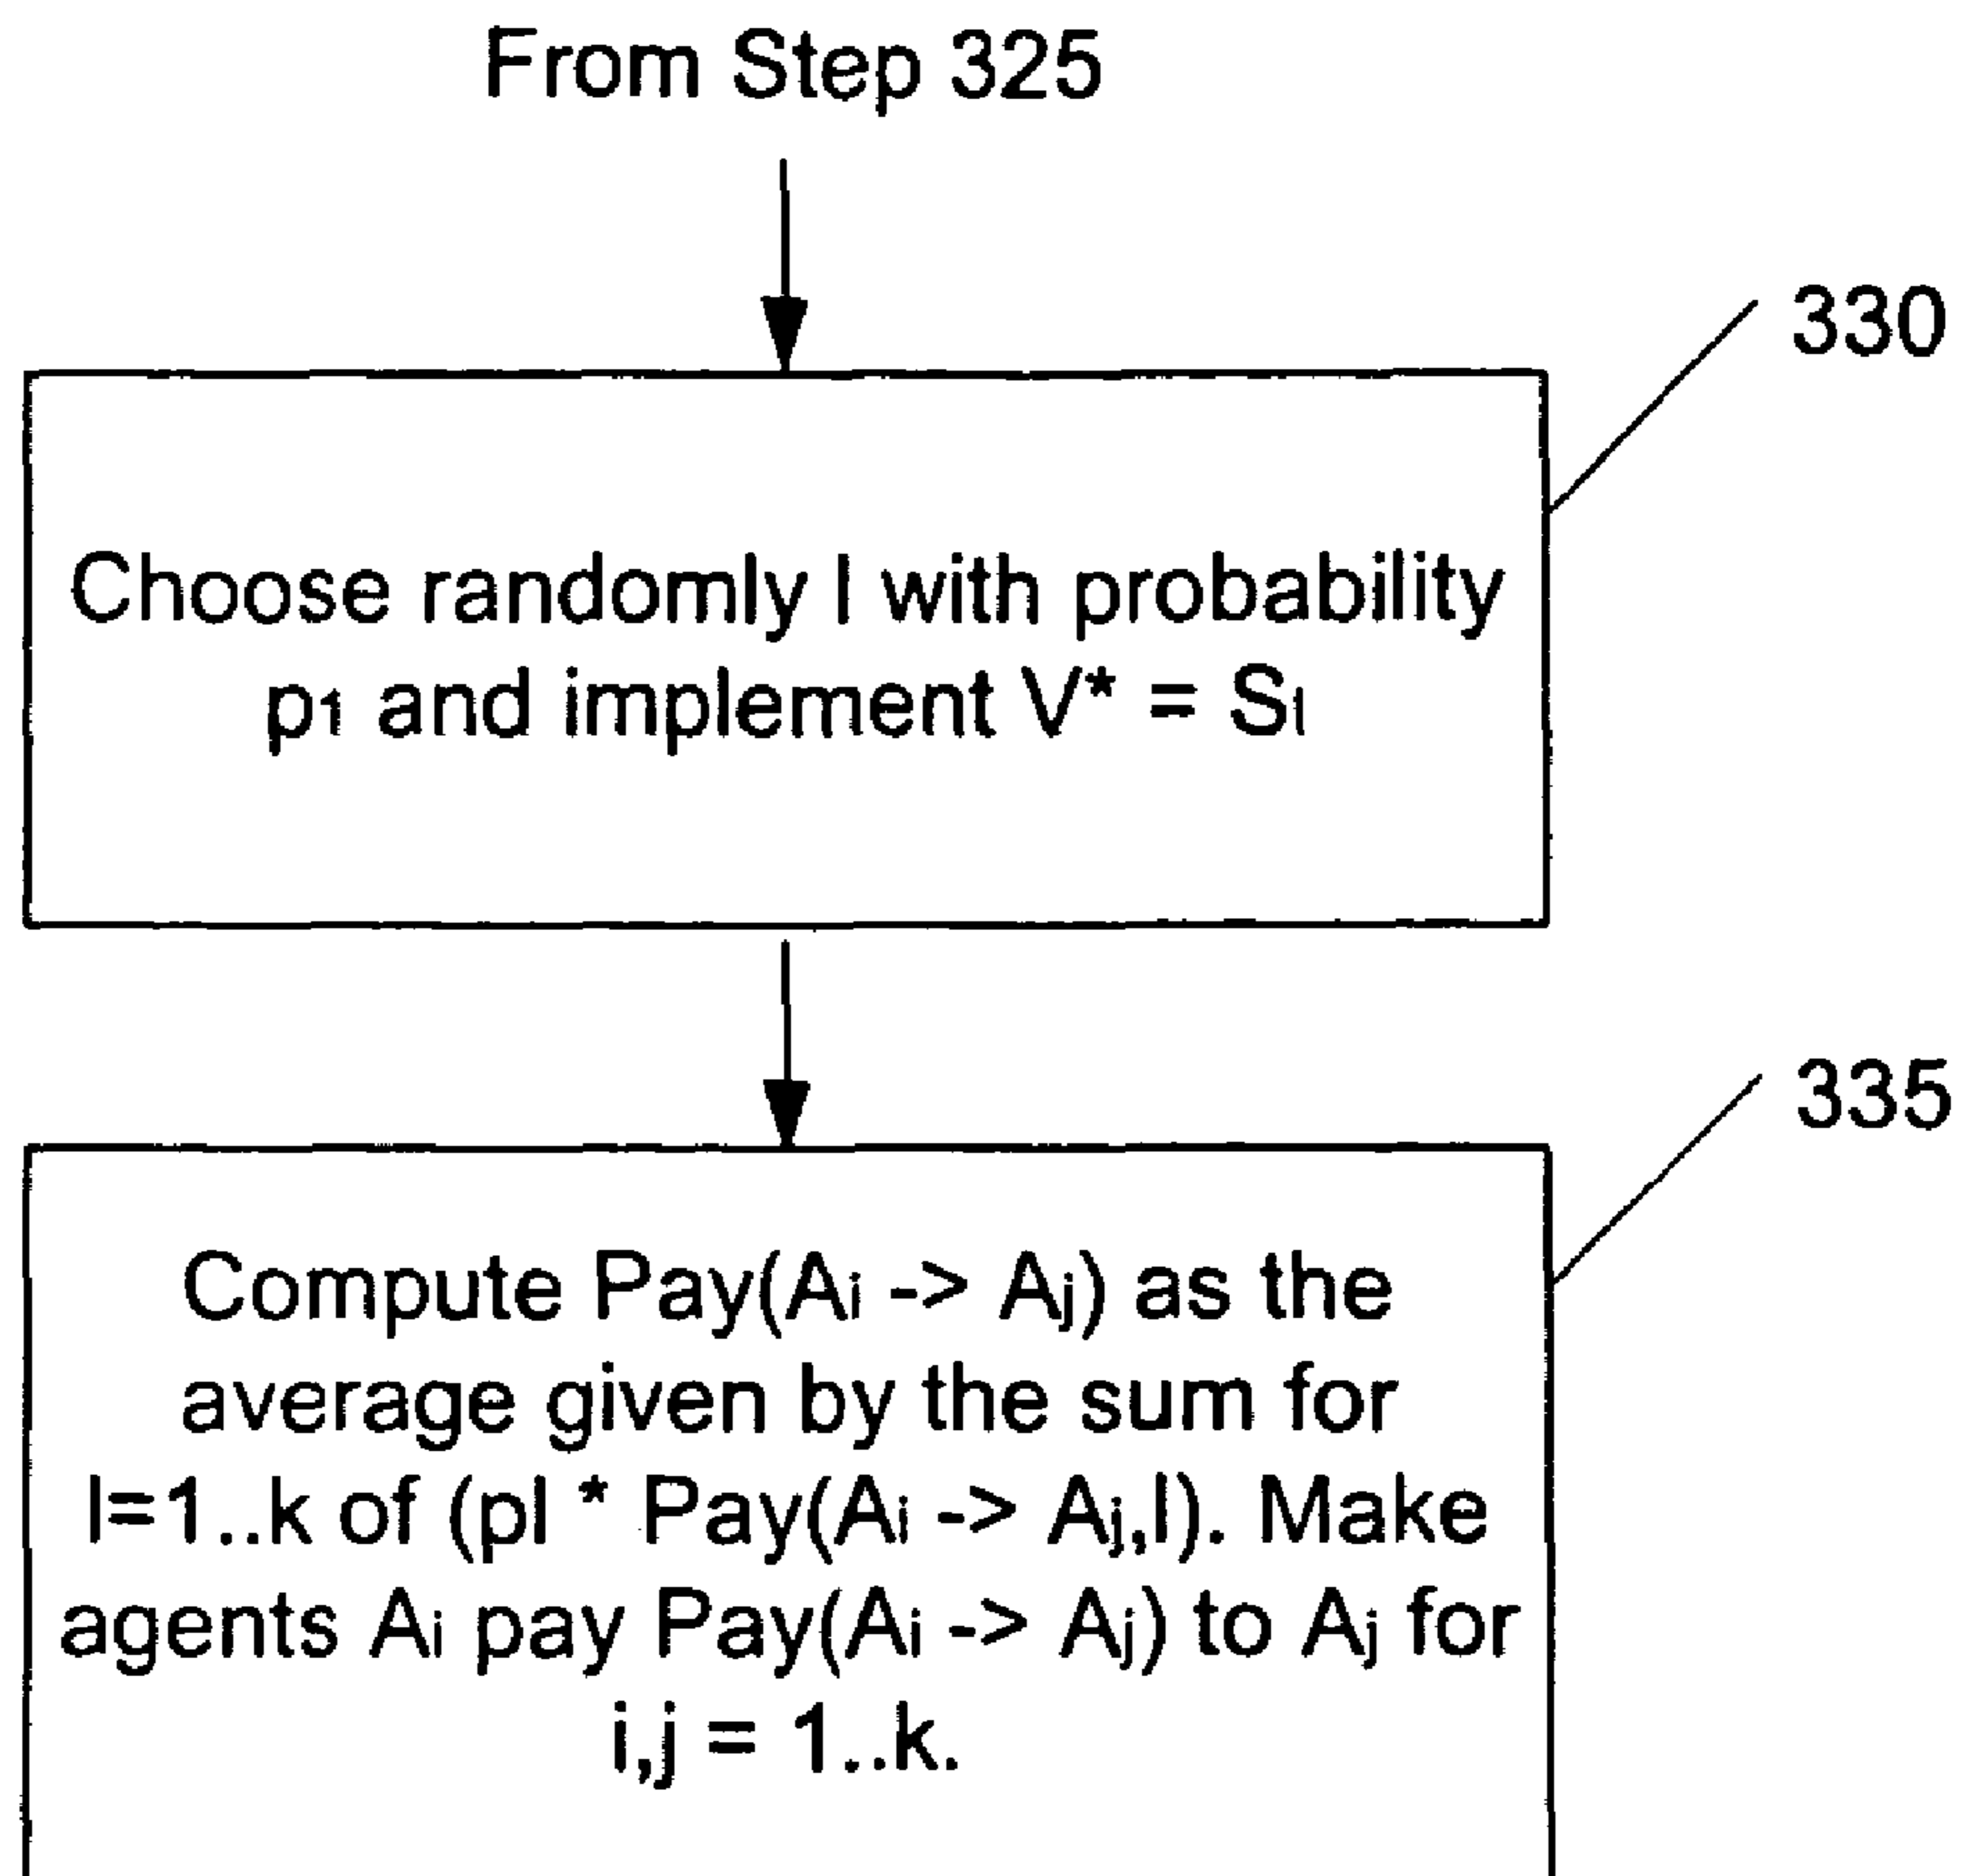 From Step 325
330
Choose randomly l with probability
p1 and implement V* = Sl
335
Compute Pay(Ai -> Aj) as the
average given by the sum for
l=1..k of (pl * Pay(Ai -> Aj,l). Make
agents Ai pay Pay(Ai -> Aj) to Aj for
i,j = 1..k.